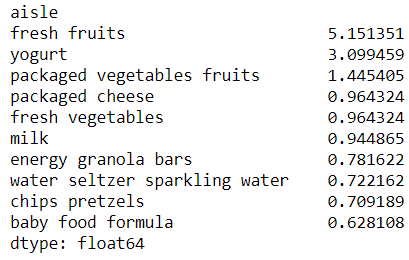 aisle
fresh fruits 5.151351
yogurt 3.099459
packaged vegetables fruits 1.445405
packaged cheese 0.964324
fresh vegetables 0.964324
milk 0.944865
energy granola bars 0.781622
water seltzer sparkling water 0.722162
chips pretzels 0.709189
baby food formula 0.628108
dtype: float64